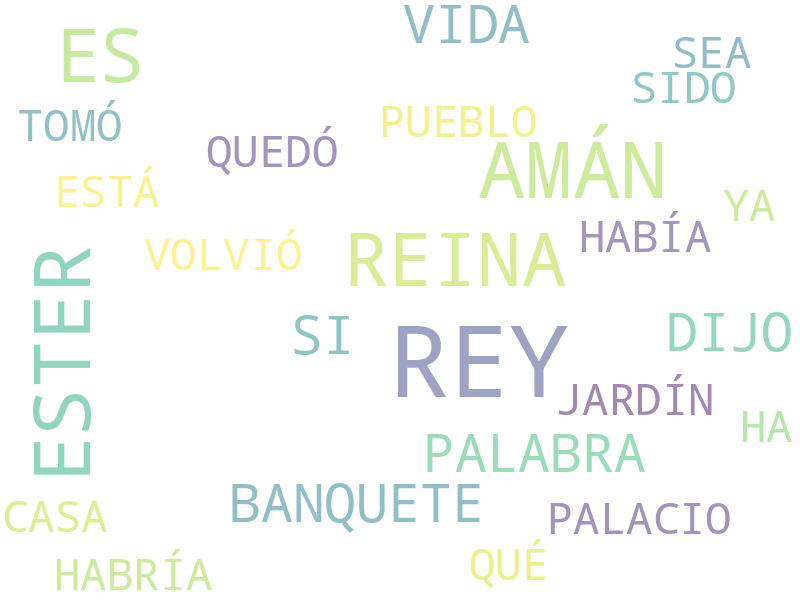 VIDA
ES
SEA
SIDO
TOMÓ
PUEBLO
QUEDÓ
AMÁN
ESTÁ
YA
HABÍA
VOLVIÓ
REINA
ESTER
SI
DIJO
REY
JARDÍN
HA
PALABRA
BANQUETE
CASA
PALACIO
QUÉ
HABRÍA